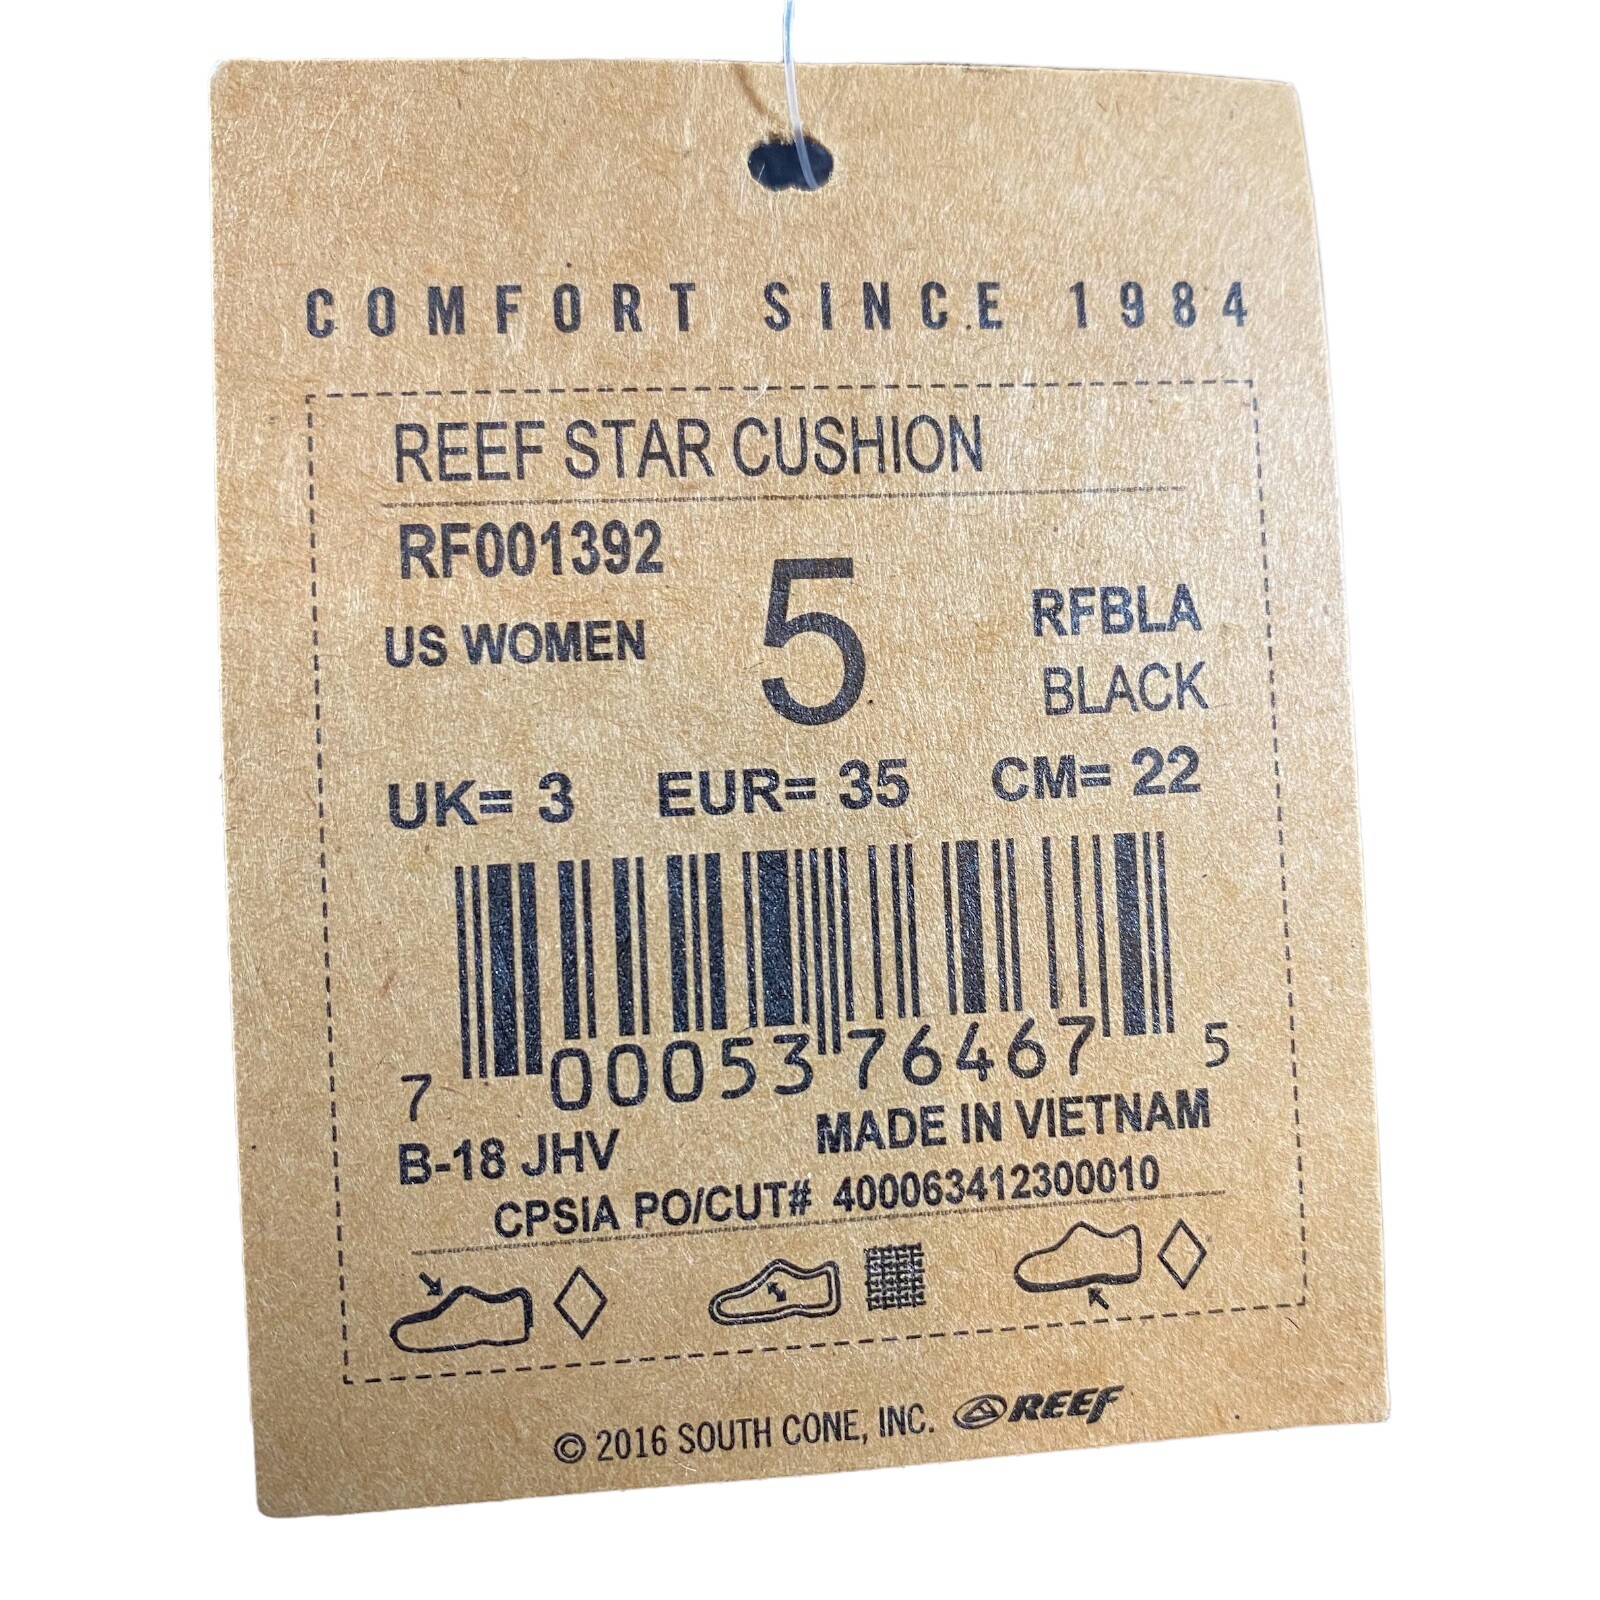 COMFORT SINCE 1984
REEF STAR CUSHION
RF001392
US WOMEN
5
RFBLA
BLACK
UK= 3 EUR= 35 CM= 22
7 00053 76467 5
B-18 JHV MADE IN VIETNAM
CPSIA PO/CUT# 400063412300010
© 2016 SOUTH CONE, INC. REEF